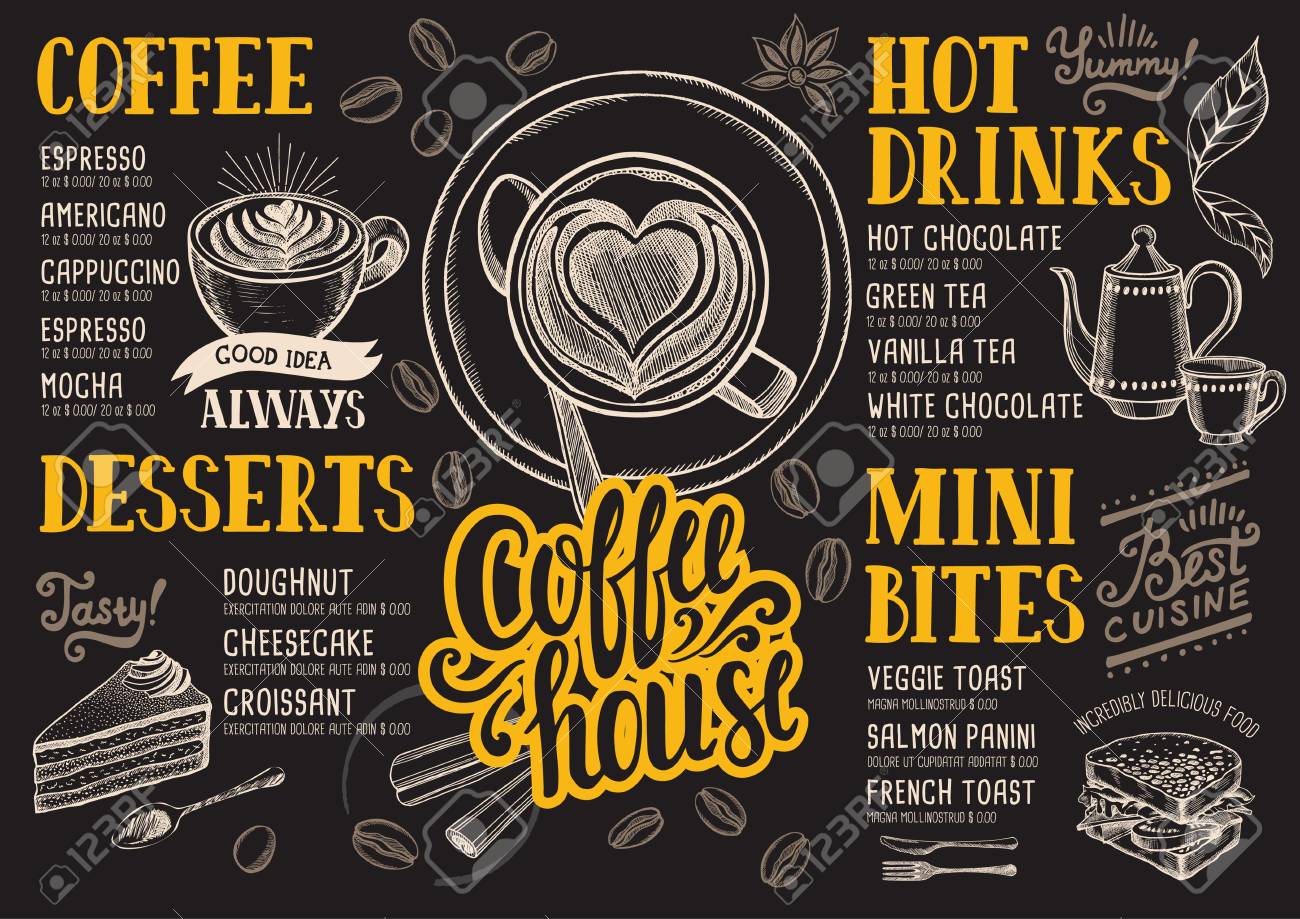 COFFEE
ESPRESSO
12 oz $ 0.00/ 20 oz $ 0.00
AMERICANO
12 oz $ 0.00/ 20 oz $ 0.00
CAPPUCCINO
12 oz $ 0.00/ 20 oz $ 0.00
ESPRESSO
12 oz $ 0.00/ 20 oz $ 0.00
MOCHA
12 oz $ 0.00/ 20 oz $ 0.00
GOOD IDEA
ALWAYS
DESSERTS
Tasty!
DOUGHNUT
EXERCITATION DOLORE AUTE ADIN $ 0.00
CHEESECAKE
EXERCITATION DOLORE AUTE ADIN $ 0.00
CROISSANT
EXERCITATION DOLORE AUTE ADIN $ 0.00
Coffee
house
HOT
DRINKS
Yummy!
HOT CHOCOLATE
12 oz $ 0.00/ 20 oz $ 0.00
GREEN TEA
12 oz $ 0.00/ 20 oz $ 0.00
VANILLA TEA
12 oz $ 0.00/ 20 oz $ 0.00
WHITE CHOCOLATE
12 oz $ 0.00/ 20 oz $ 0.00
MINI
BITES
Best
CUISINE
VEGGIE TOAST
MAGNA MOLLINOSTRUD $ 0.00
SALMON PANINI
DOLORE UT CUPIDATAT ADDATAT $ 0.00
FRENCH TOAST
MAGNA MOLLINOSTRUD $ 0.00
INCREDIBLY DELICIOUS FOOD
123RF